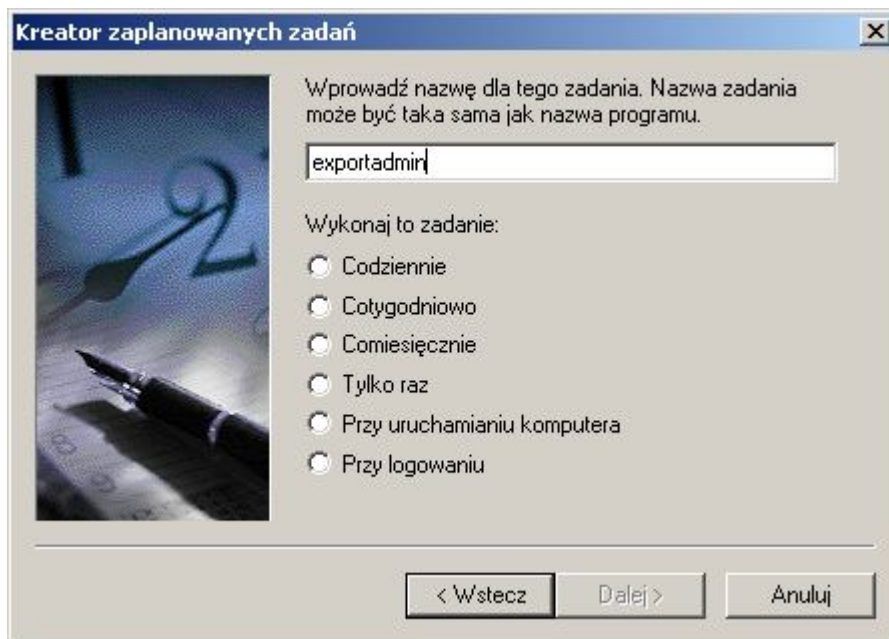 Kreator zaplanowanych zadań
Wprowadź nazwę dla tego zadania. Nazwa zadania
może być taka sama jak nazwa programu.
exportadmin
Wykonaj to zadanie:
Codziennie
Cotygodniowo
Comiesięcznie
Tylko raz
Przy uruchamianiu komputera
Przy logowaniu
< Wstecz
Dalej >
Anuluj